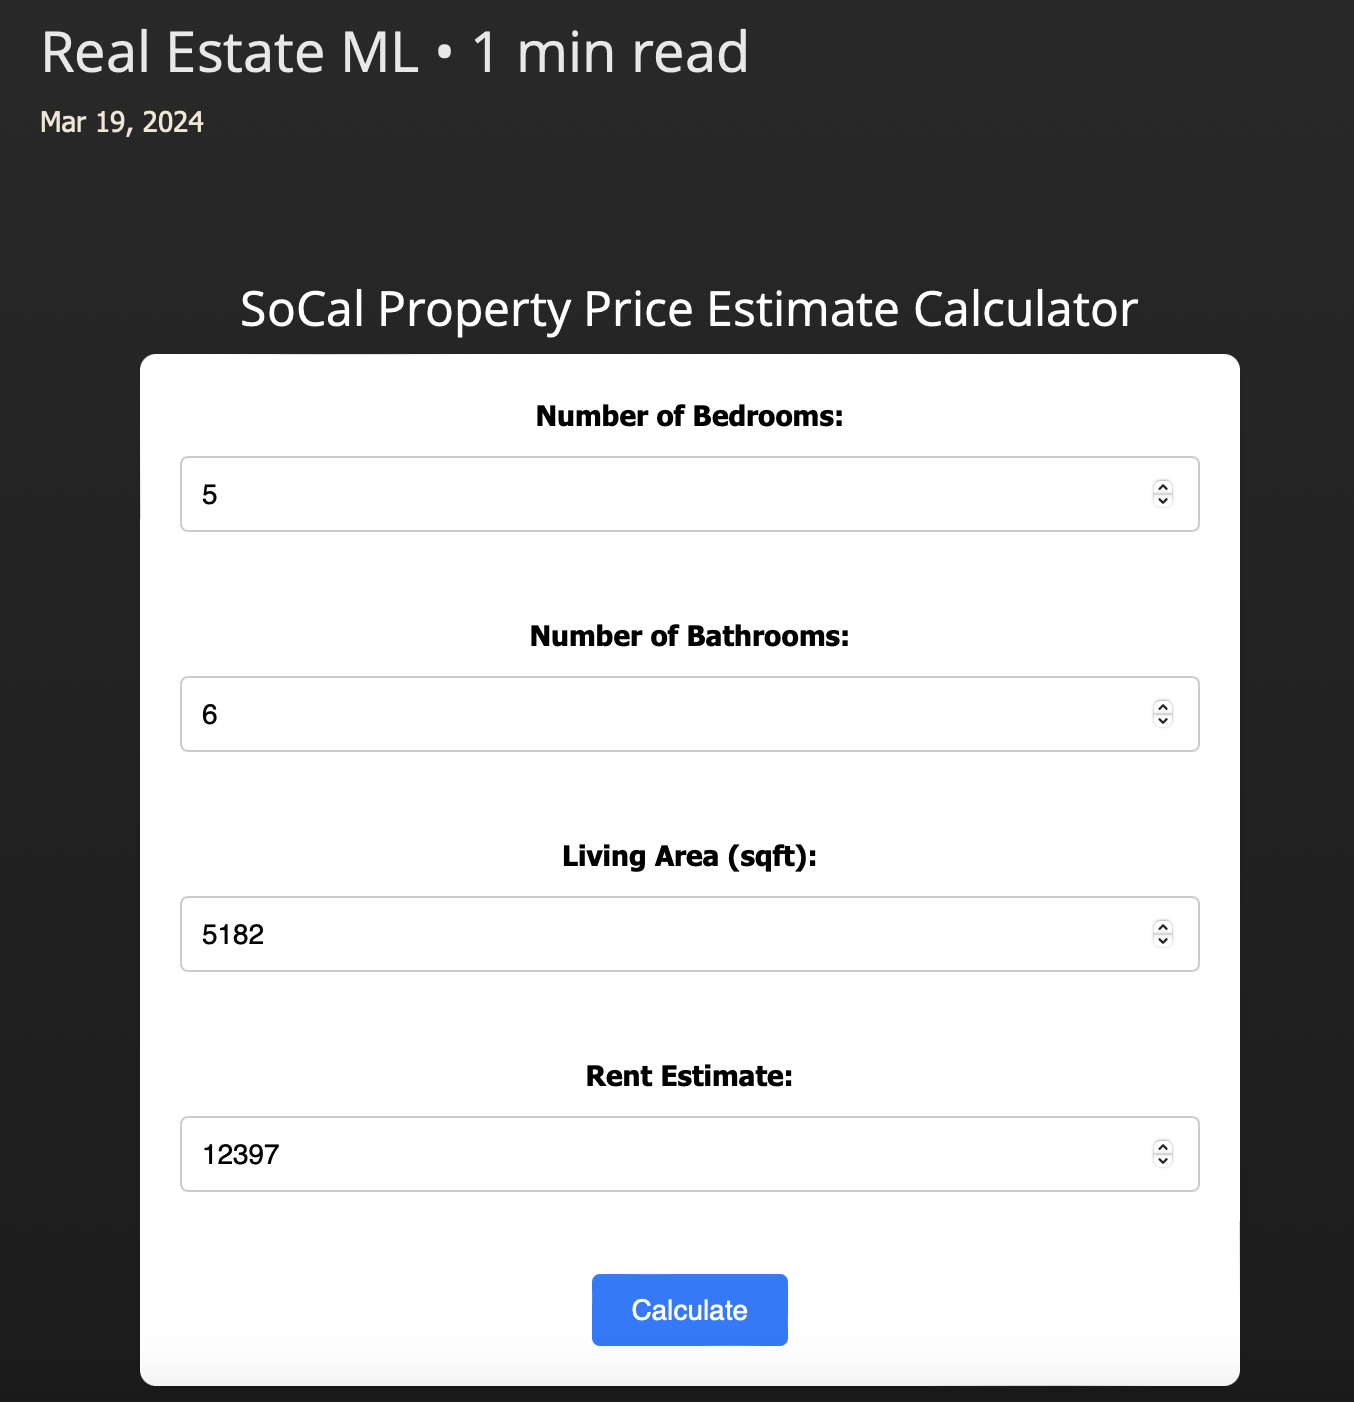 Real Estate ML • 1 min read
Mar 19, 2024
SoCal Property Price Estimate Calculator
Number of Bedrooms:
5
Number of Bathrooms:
6
Living Area (sqft):
5182
Rent Estimate:
12397
Calculate